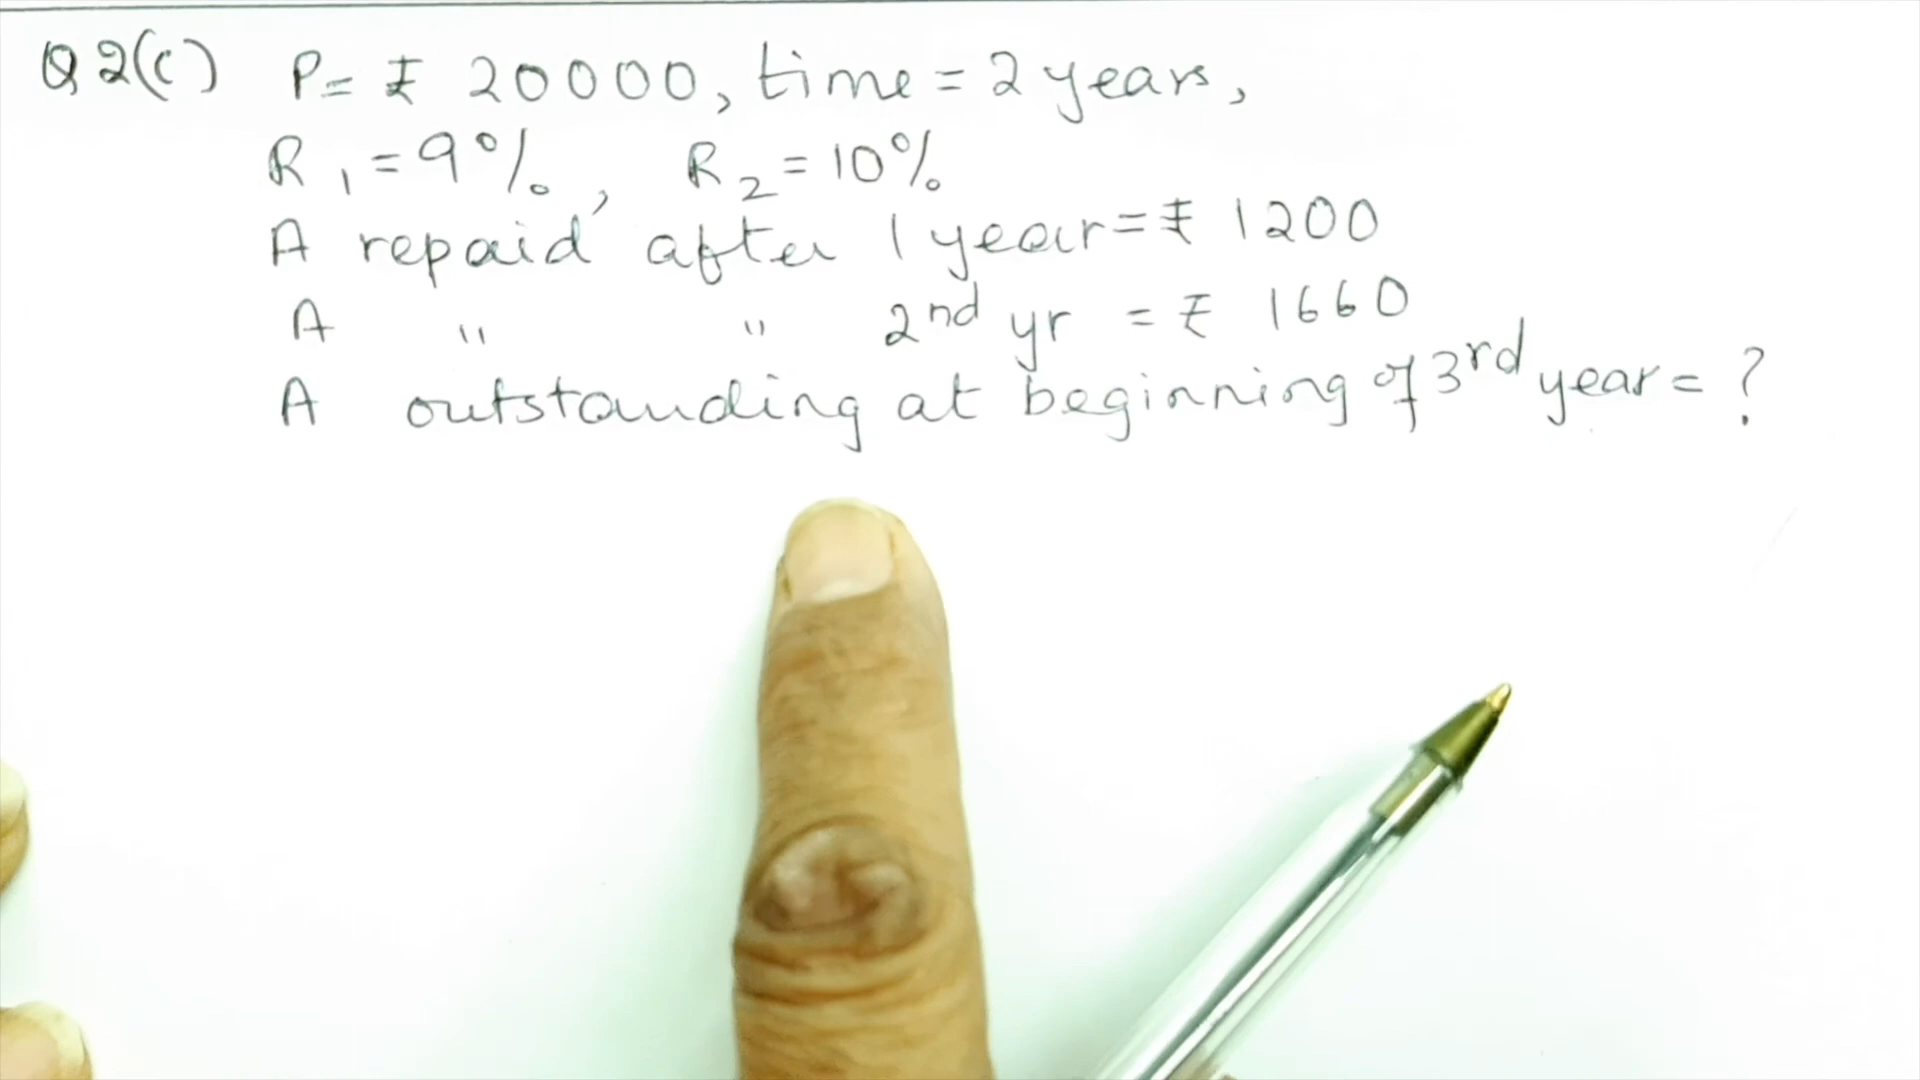 Q 2(c) P = ₹ 20000, time = 2 years,
R1 = 9%, R2 = 10%
A repaid after 1 year = ₹ 1200
A " " 2nd yr = ₹ 1660
A outstanding at beginning of 3rd year = ?